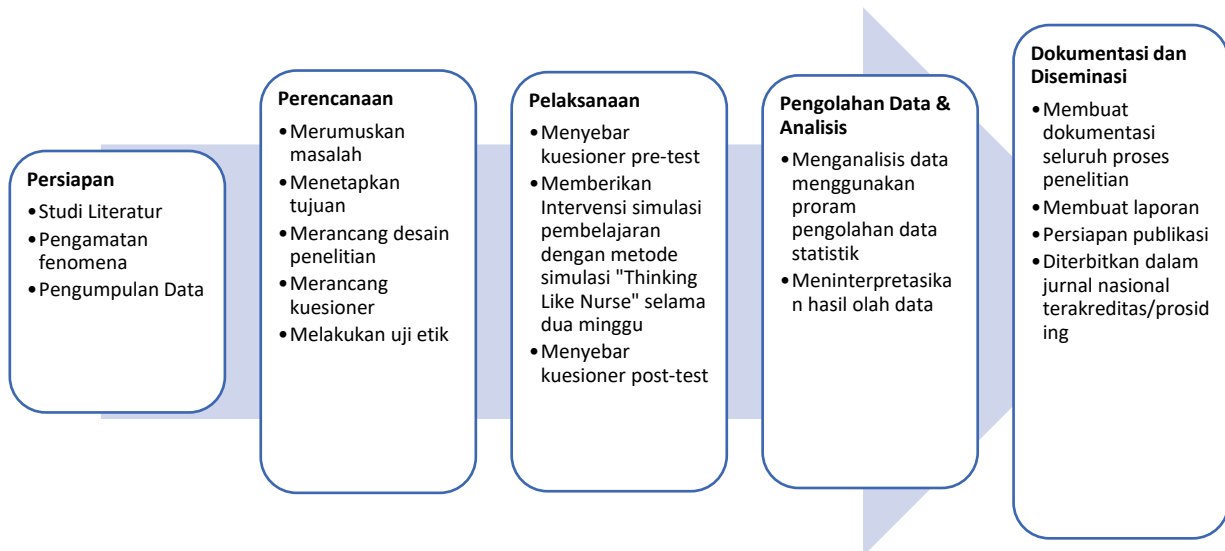 Persiapan
•Studi Literatur
•Pengamatan
fenomena
•Pengumpulan Data
Perencanaan
•Merumuskan
masalah
•Menetapkan
tujuan
•Merancang desain
penelitian
•Merancang
kuesioner
•Melakukan uji etik
Pelaksanaan
•Menyebar
kuesioner pre-test
•Memberikan
Intervensi simulasi
pembelajaran
dengan metode
simulasi "Thinking
Like Nurse" selama
dua minggu
•Menyebar
kuesioner post-test
Pengolahan Data &
Analisis
•Menganalisis data
menggunakan
proram
pengolahan data
statistik
•Meninterpretasika
n hasil olah data
Dokumentasi dan
Diseminasi
•Membuat
dokumentasi
seluruh proses
penelitian
•Membuat laporan
•Persiapan publikasi
•Diterbitkan dalam
jurnal nasional
terakreditas/prosid
ing